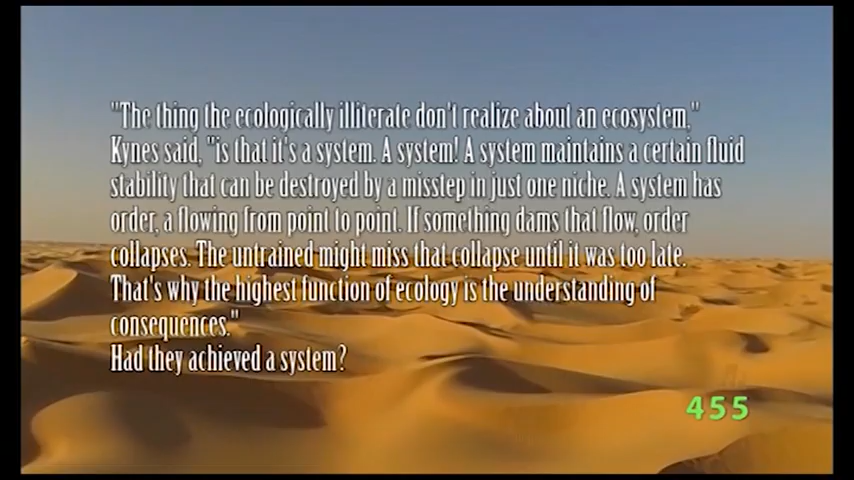 "The thing the ecologically illiterate don't realize about an ecosystem,"
Kynes said, "is that it's a system. A system! A system maintains a certain fluid
stability that can be destroyed by a misstep in just one niche. A system has
order, a flowing from point to point. If something dams that flow, order
collapses. The untrained might miss that collapse until it was too late.
That's why the highest function of ecology is the understanding of
consequences."
Had they achieved a system?
455